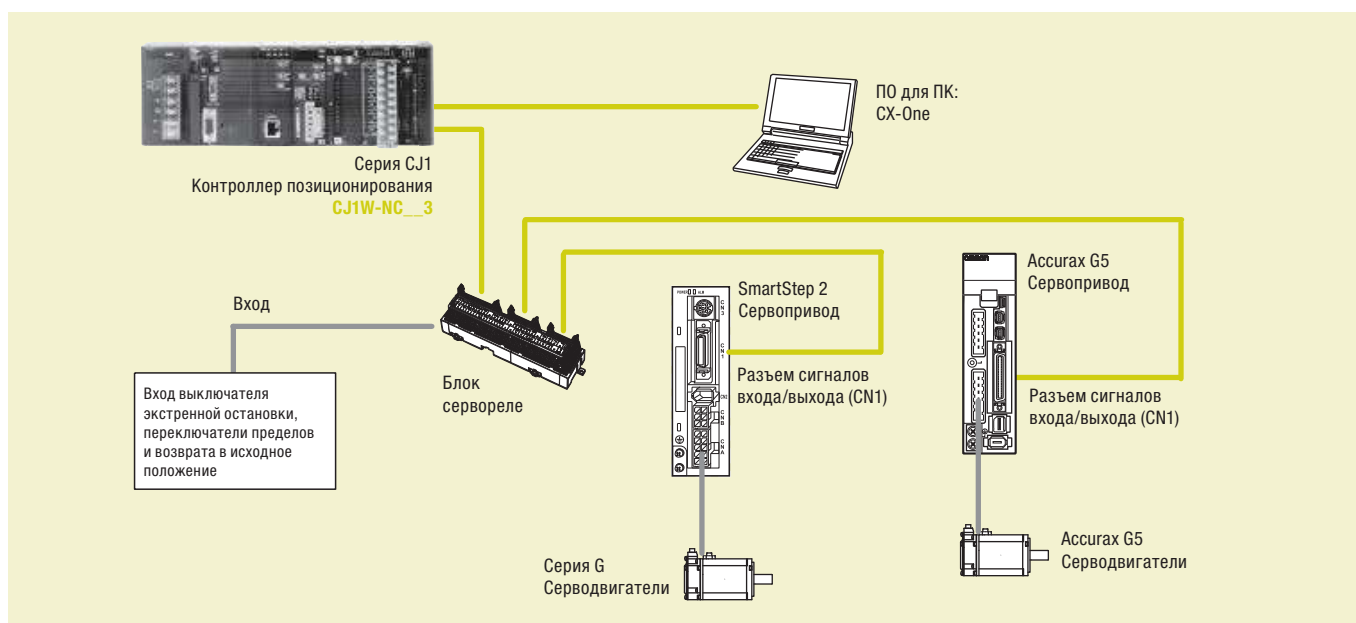 ПО для ПК:
CX-One
Серия CJ1
Контроллер позиционирования
CJ1W-NC__3
Accurax G5
Сервопривод
SmartStep 2
Сервопривод
Вход
Блок
сервореле
Разъем сигналов
входа/выхода (CN1)
Разъем сигналов
входа/выхода (CN1)
Вход выключателя
экстренной остановки,
переключатели пределов
и возврата в исходное
положение
Серия G
Серводвигатели
Accurax G5
Серводвигатели